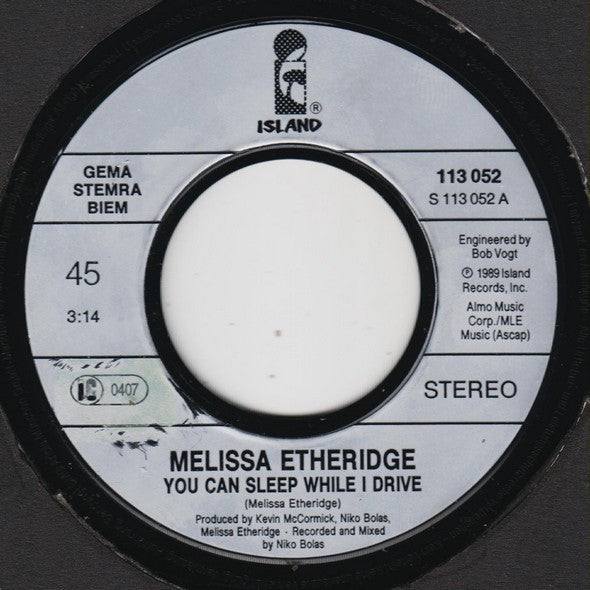 i
®
ISLAND
GEMA
STEMRA
BIEM
113 052
S 113 052 A
45
3:14
Engineered by
Bob Vogt
℗ 1989 Island
Records, Inc.
Almo Music
Corp./MLE
Music (Ascap)
LC 0407
STEREO
MELISSA ETHERIDGE
YOU CAN SLEEP WHILE I DRIVE
(Melissa Etheridge)
Produced by Kevin McCormick, Niko Bolas,
Melissa Etheridge · Recorded and Mixed
by Niko Bolas